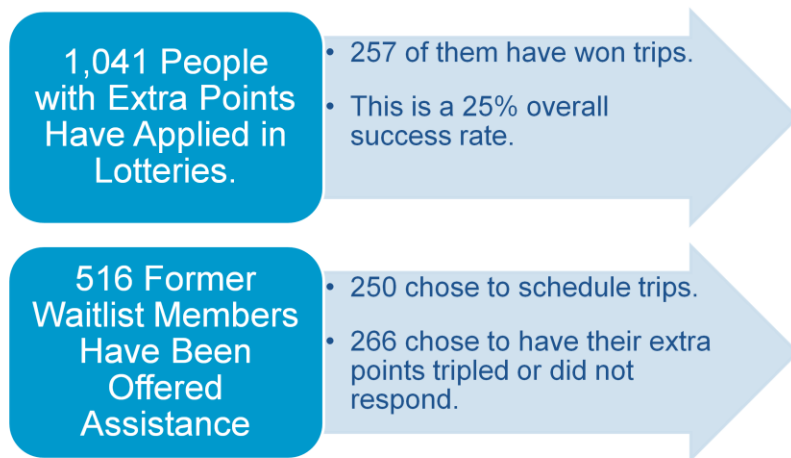 1,041 People
with Extra Points
Have Applied in
Lotteries.
• 257 of them have won trips.
• This is a 25% overall
success rate.
516 Former
Waitlist Members
Have Been
Offered
Assistance
• 250 chose to schedule trips.
• 266 chose to have their extra
points tripled or did not
respond.